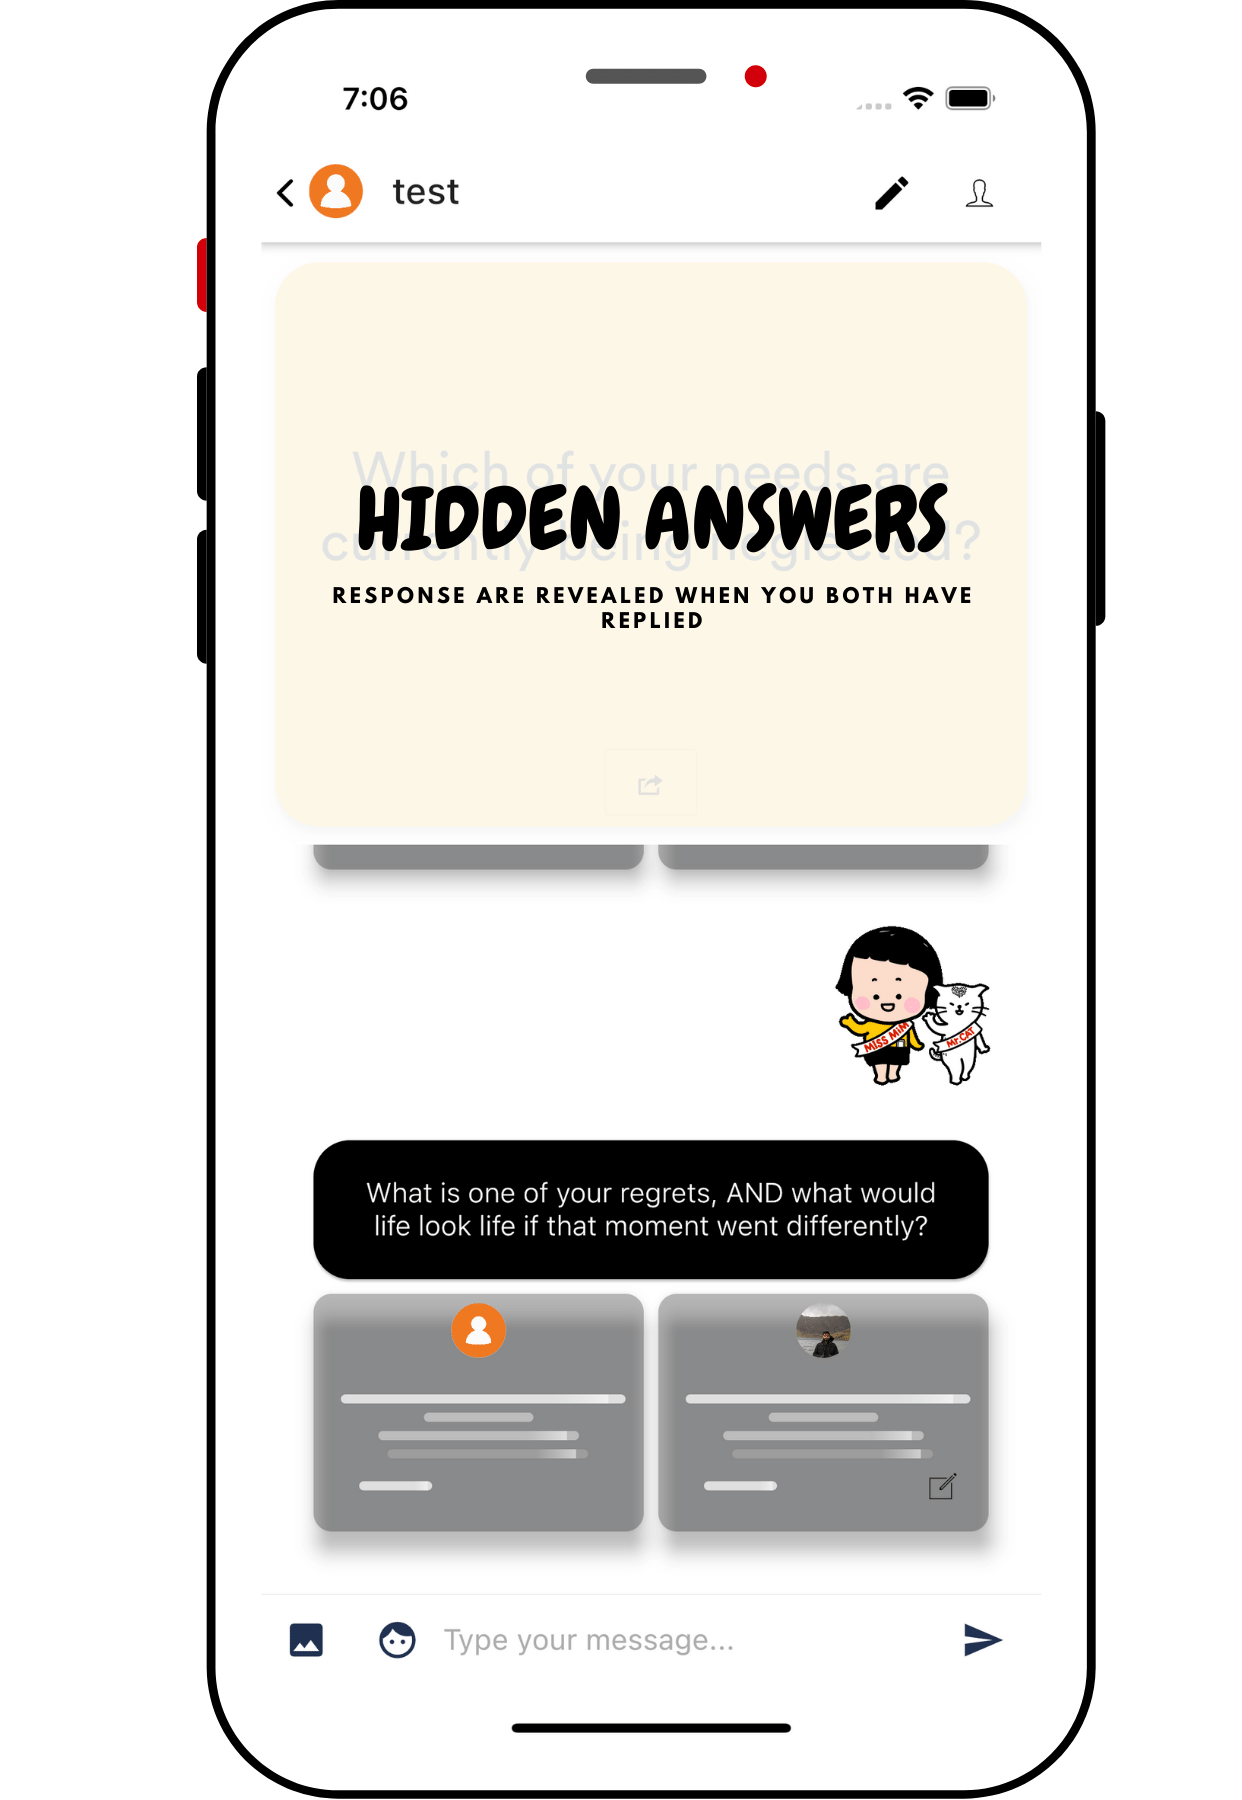 7:06
test
Which of your needs are
HIDDEN ANSWERS
currently being neglected?
RESPONSE ARE REVEALED WHEN YOU BOTH HAVE
REPLIED
MISS MiM
Mr.CAT
What is one of your regrets, AND what would
life look life if that moment went differently?
Type your message...